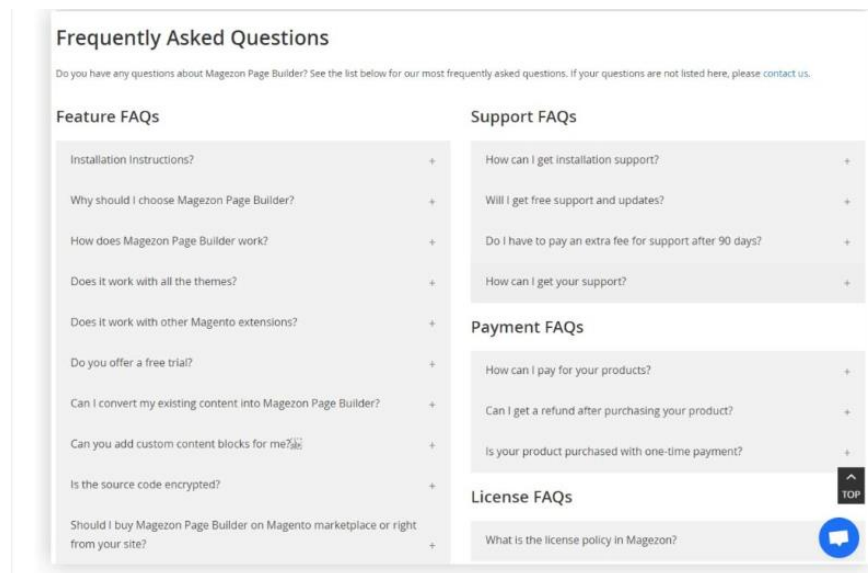 Frequently Asked Questions
Do you have any questions about Magezon Page Builder? See the list below for our most frequently asked questions. If your questions are not listed here, please contact us.
Feature FAQs
Installation Instructions?
+
Why should I choose Magezon Page Builder?
+
How does Magezon Page Builder work?
+
Does it work with all the themes?
+
Does it work with other Magento extensions?
+
Do you offer a free trial?
+
Can I convert my existing content into Magezon Page Builder?
+
Can you add custom content blocks for me?
+
Is the source code encrypted?
+
Should I buy Magezon Page Builder on Magento marketplace or right
from your site?
+
Support FAQs
How can I get installation support?
+
Will I get free support and updates?
+
Do I have to pay an extra fee for support after 90 days?
+
How can I get your support?
+
Payment FAQs
How can I pay for your products?
+
Can I get a refund after purchasing your product?
+
Is your product purchased with one-time payment?
+
License FAQs
What is the license policy in Magezon?
TOP